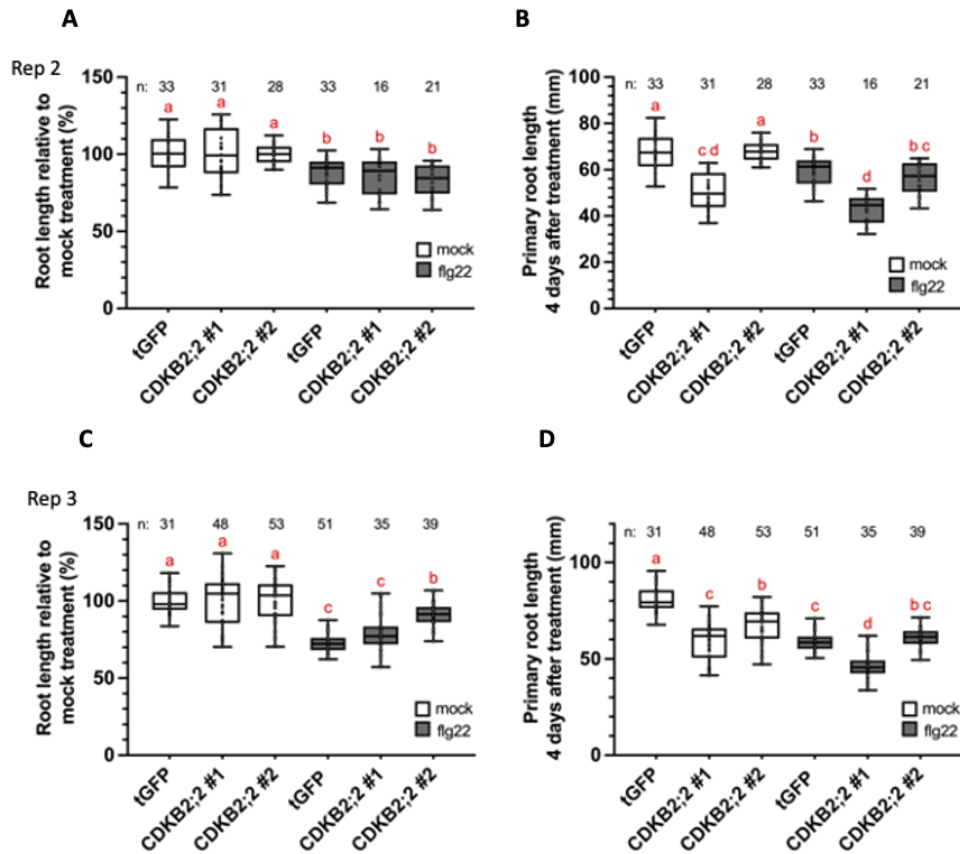 A
B
Rep 2
n: 33 31 28 33 16 21
a a a b b b
150
100
50
0
Root length relative to
mock treatment (%)
mock
flg22
tGFP
CDKB2;2 #1
CDKB2;2 #2
tGFP
CDKB2;2 #1
CDKB2;2 #2
n: 33 31 28 33 16 21
a c d a b d b c
100
80
60
40
20
0
Primary root length
4 days after treatment (mm)
mock
flg22
tGFP
CDKB2;2 #1
CDKB2;2 #2
tGFP
CDKB2;2 #1
CDKB2;2 #2
C
D
Rep 3
n: 31 48 53 51 35 39
a a a c c b
150
100
50
0
Root length relative to
mock treatment (%)
mock
flg22
tGFP
CDKB2;2 #1
CDKB2;2 #2
tGFP
CDKB2;2 #1
CDKB2;2 #2
n: 31 48 53 51 35 39
a c b c d b c
100
50
0
Primary root length
4 days after treatment (mm)
mock
flg22
tGFP
CDKB2;2 #1
CDKB2;2 #2
tGFP
CDKB2;2 #1
CDKB2;2 #2